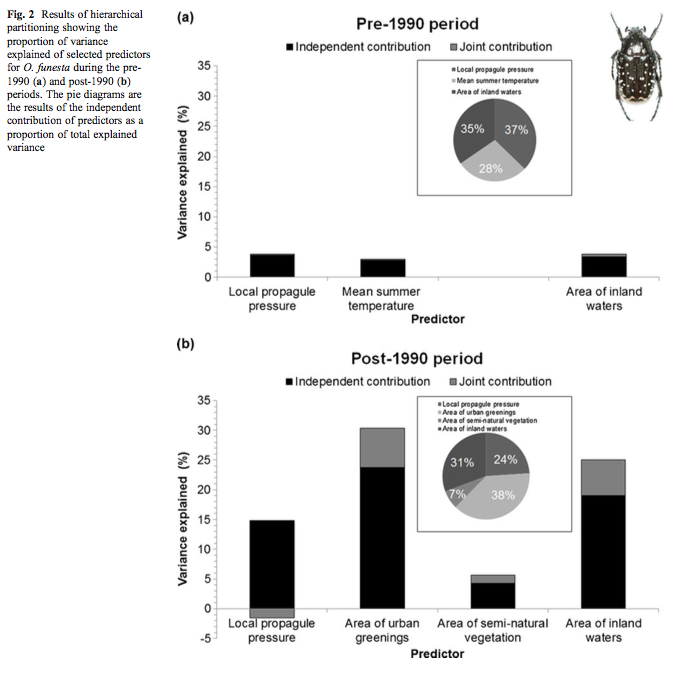 Fig. 2 Results of hierarchical
partitioning showing the
proportion of variance
explained of selected predictors
for O. funesta during the pre-
1990 (a) and post-1990 (b)
periods. The pie diagrams are
the results of the independent
contribution of predictors as a
proportion of total explained
variance
(a)
Pre-1990 period
Independent contribution Joint contribution
Variance explained (%)
35
30
25
20
15
10
5
0
Local propagule pressure
Mean summer temperature
Area of inland waters
35% 37%
28%
Local propagule Mean summer Area of inland
pressure temperature waters
Predictor
(b)
Post-1990 period
Independent contribution Joint contribution
Variance explained (%)
35
30
25
20
15
10
5
0
-5
Local propagule pressure
Area of urban greenings
Area of semi-natural vegetation
Area of inland waters
31% 24%
7% 38%
Local propagule Area of urban Area of semi-natural Area of inland
pressure greenings vegetation waters
Predictor